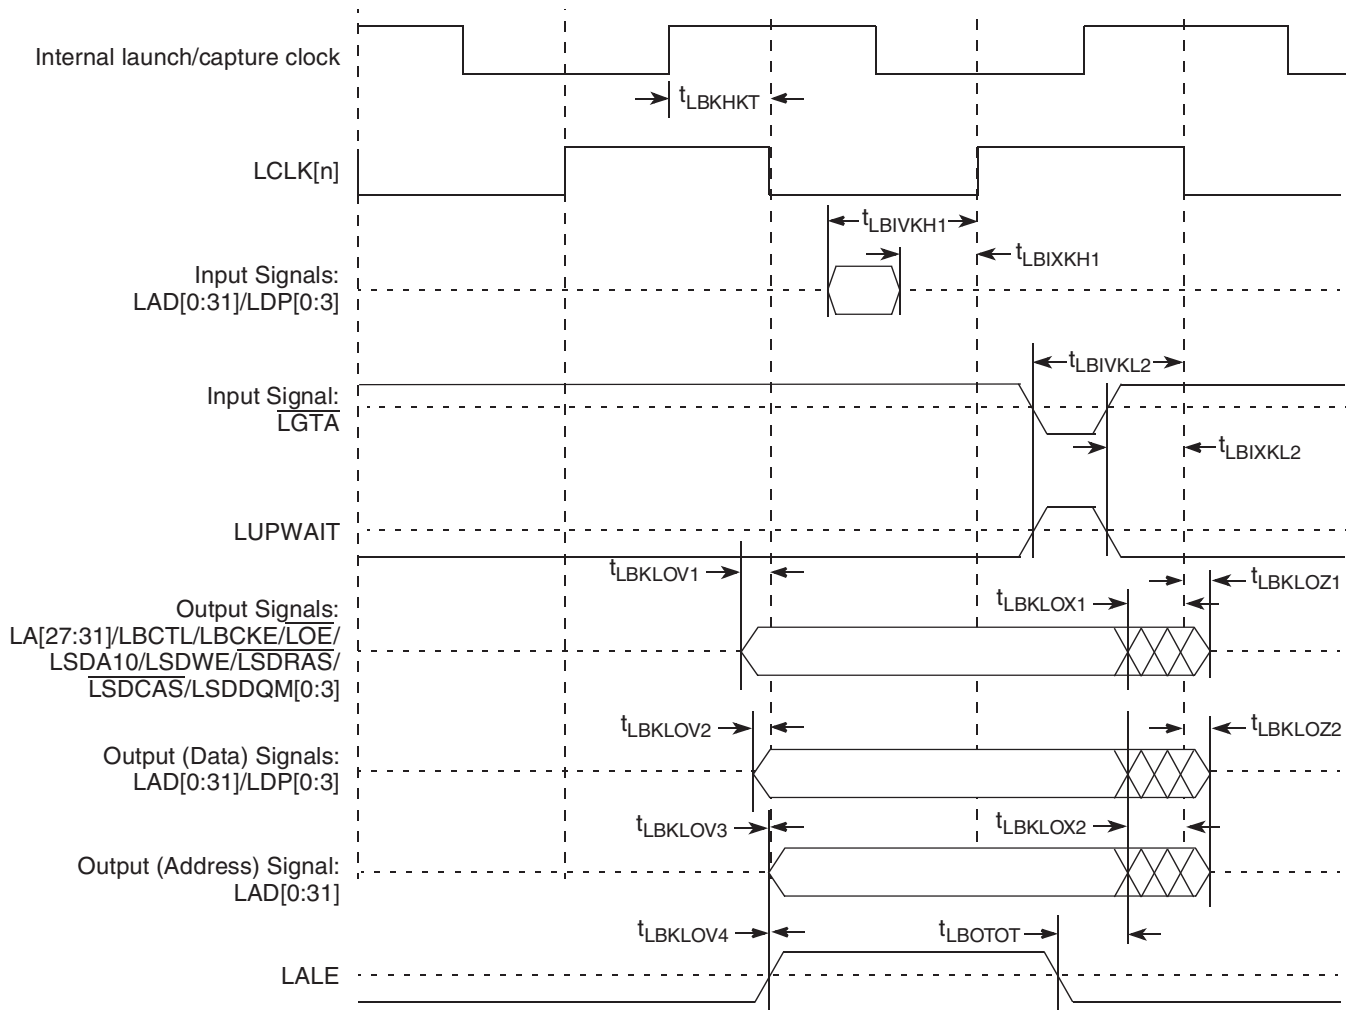 Internal launch/capture clock
tLBKHKT
LCLK[n]
tLBIVKH1
tLBIXKH1
Input Signals:
LAD[0:31]/LDP[0:3]
tLBIVKL2
Input Signal:
LGTA
tLBIXKL2
LUPWAIT
tLBKLOV1
tLBKLOZ1
tLBKLOX1
Output Signals:
LA[27:31]/LBCTL/LBCKE/LOE/
LSDA10/LSDWE/LSDRAS/
LSDCAS/LSDDQM[0:3]
tLBKLOV2
tLBKLOZ2
Output (Data) Signals:
LAD[0:31]/LDP[0:3]
tLBKLOV3
tLBKLOX2
Output (Address) Signal:
LAD[0:31]
tLBKLOV4
tLBOTOT
LALE